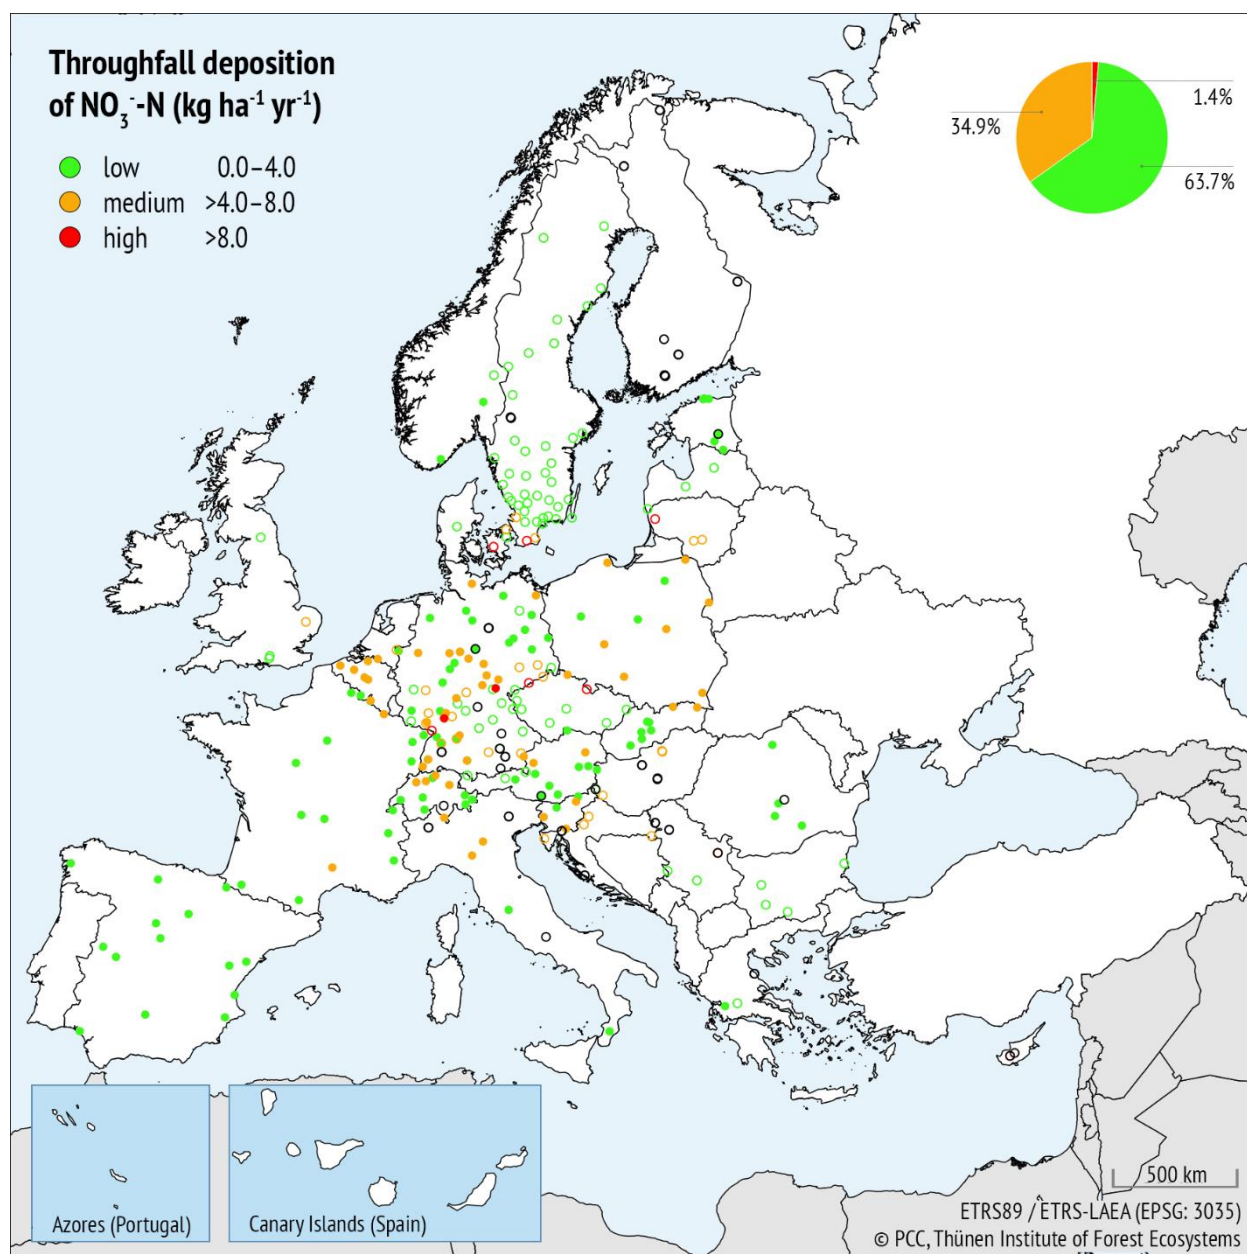 Throughfall deposition
of NO₃⁻-N (kg ha⁻¹ yr⁻¹)
low 0.0–4.0
medium >4.0–8.0
high >8.0
1.4%
34.9%
63.7%
500 km
Azores (Portugal)
Canary Islands (Spain)
ETRS89 / ETRS-LAEA (EPSG: 3035)
© PCC, Thünen Institute of Forest Ecosystems